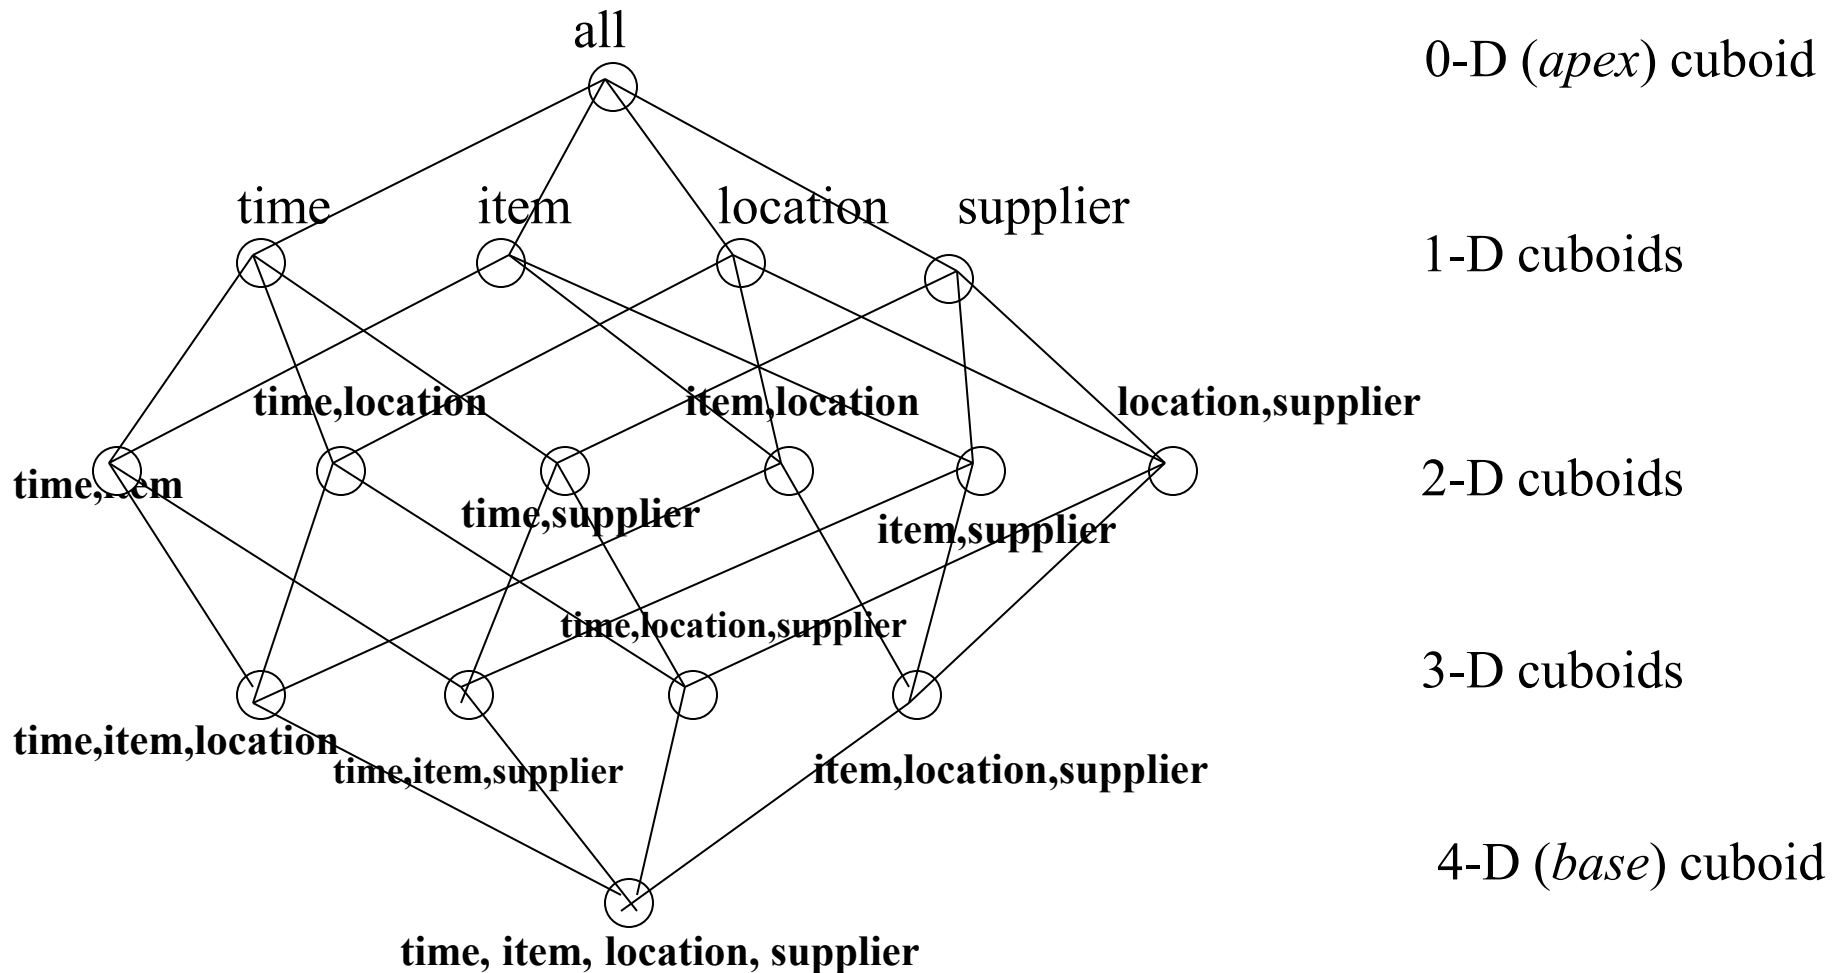 all
0-D (apex) cuboid
time
item
location
supplier
1-D cuboids
time,location
item,location
location,supplier
time,item
2-D cuboids
time,supplier
item,supplier
time,location,supplier
3-D cuboids
time,item,location
time,item,supplier
item,location,supplier
4-D (base) cuboid
time, item, location, supplier